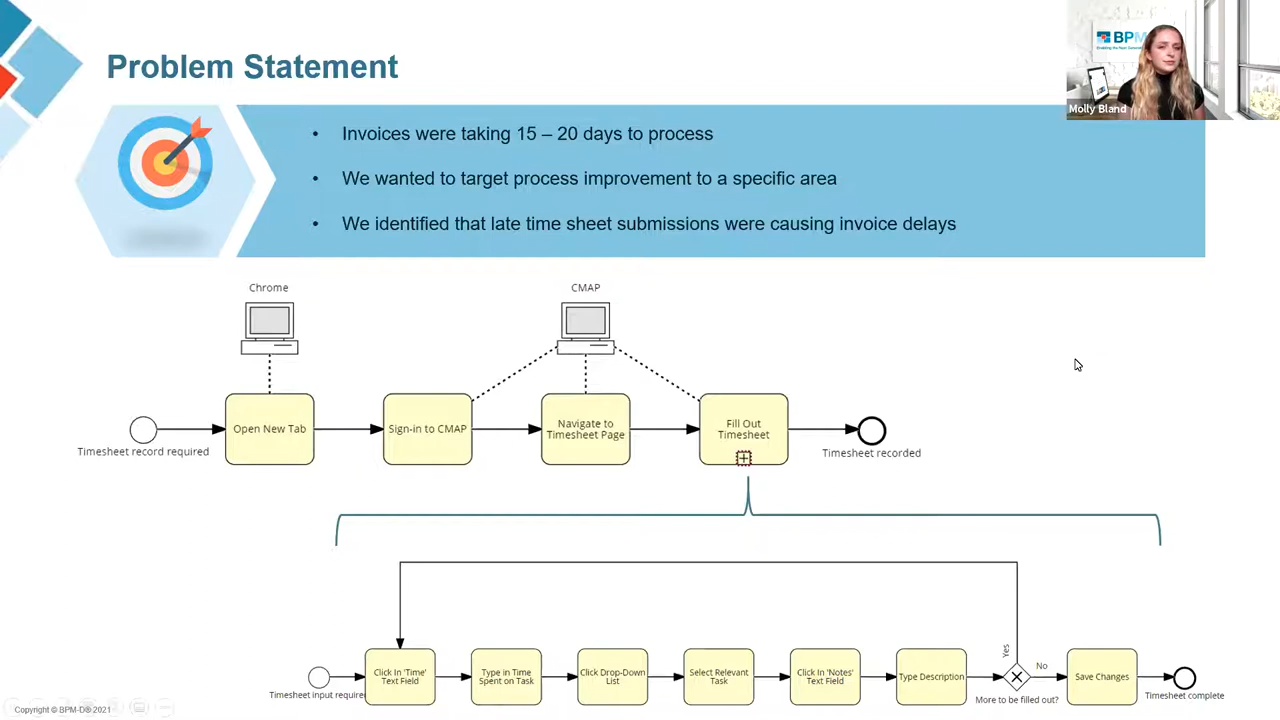 Problem Statement
BPM
Molly Bland
• Invoices were taking 15 – 20 days to process
• We wanted to target process improvement to a specific area
• We identified that late time sheet submissions were causing invoice delays
Chrome
CMAP
Open New Tab
Sign-in to CMAP
Navigate to
Timesheet Page
Fill Out
Timesheet
Timesheet record required
Timesheet recorded
Click In 'Time'
Text Field
Type in Time
Spent on Task
Click Drop-Down
List
Select Relevant
Task
Click In 'Notes'
Text Field
Type Description
Yes
No
Save Changes
Timesheet input required
More to be filled out?
Timesheet complete
Copyright © BPM-D® 2021